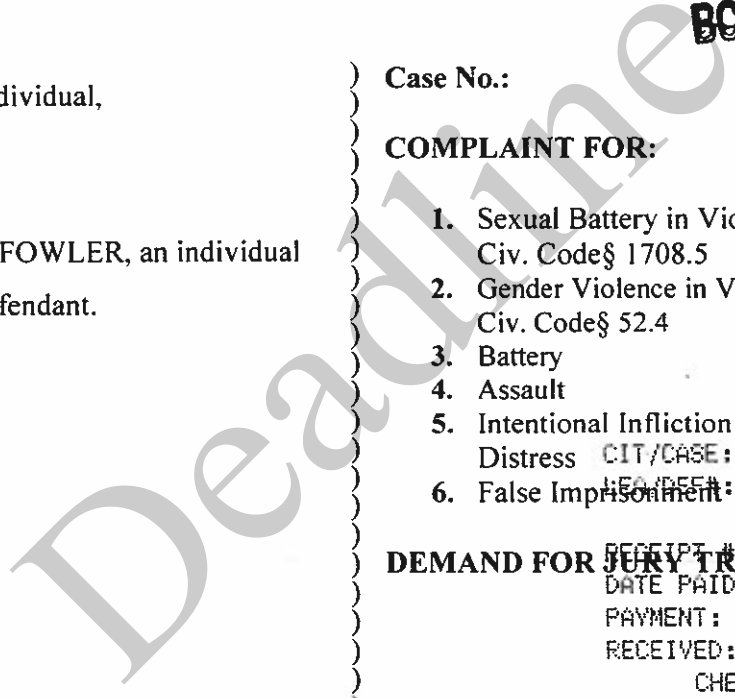 BC
dividual,
Case No.:
COMPLAINT FOR:
FOWLER, an individual
fendant.
1. Sexual Battery in Vio
Civ. Code§ 1708.5
2. Gender Violence in V
Civ. Code§ 52.4
3. Battery
4. Assault
5. Intentional Infliction
Distress CIT/CASE:
6. False Imprisonment
DEMAND FOR JURY TR
RECEIPT #
DATE PAID
PAYMENT:
RECEIVED:
CHE
Deadline